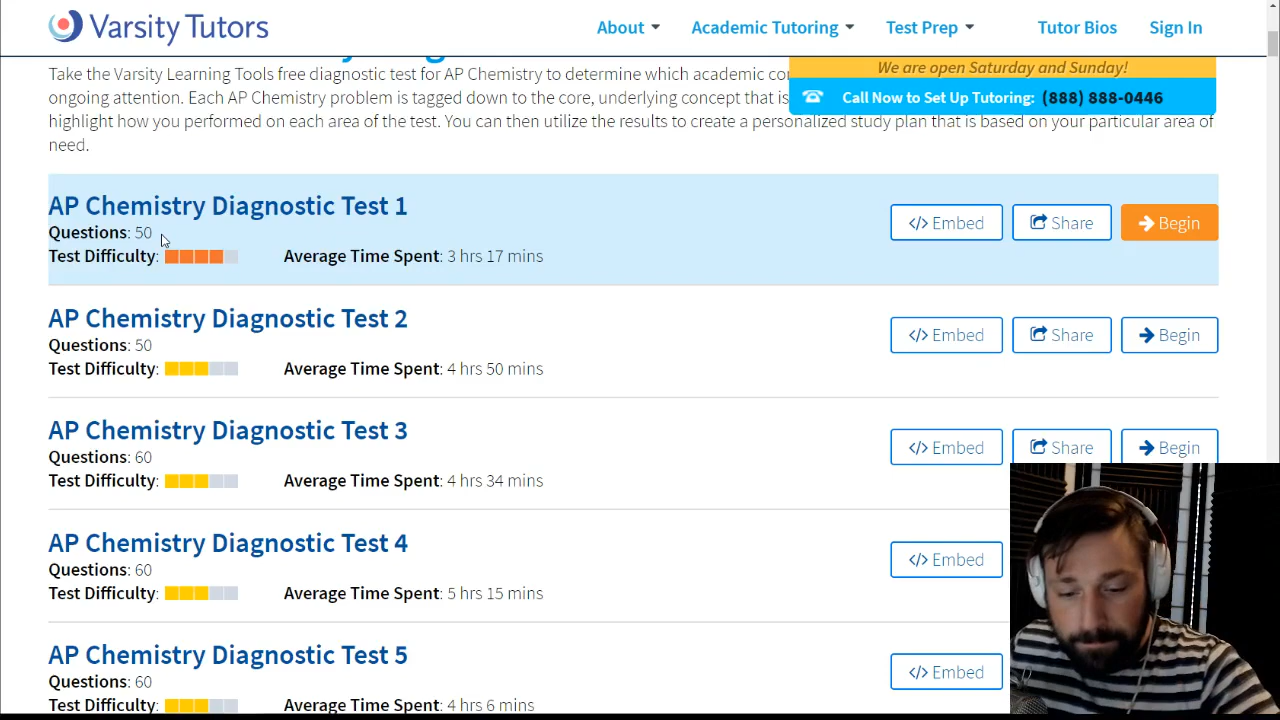 Varsity Tutors
About
Academic Tutoring
Test Prep
Tutor Bios
Sign In
We are open Saturday and Sunday!
Call Now to Set Up Tutoring: (888) 888-0446
Take the Varsity Learning Tools free diagnostic test for AP Chemistry to determine which academic
ongoing attention. Each AP Chemistry problem is tagged down to the core, underlying concept that is
highlight how you performed on each area of the test. You can then utilize the results to create a personalized study plan that is based on your particular area of
need.
AP Chemistry Diagnostic Test 1
Questions: 50
Test Difficulty:
Average Time Spent: 3 hrs 17 mins
</> Embed
Share
Begin
AP Chemistry Diagnostic Test 2
Questions: 50
Test Difficulty:
Average Time Spent: 4 hrs 50 mins
</> Embed
Share
Begin
AP Chemistry Diagnostic Test 3
Questions: 60
Test Difficulty:
Average Time Spent: 4 hrs 34 mins
</> Embed
Share
Begin
AP Chemistry Diagnostic Test 4
Questions: 60
Test Difficulty:
Average Time Spent: 5 hrs 15 mins
</> Embed
AP Chemistry Diagnostic Test 5
Questions: 60
Test Difficulty:
Average Time Spent: 4 hrs 6 mins
</> Embed